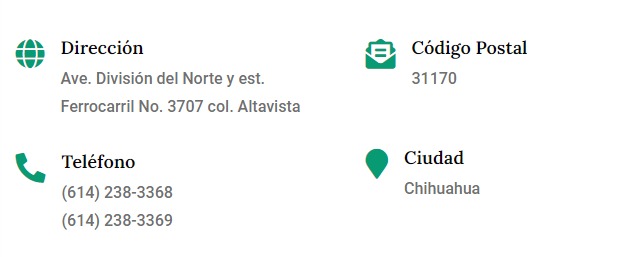 Dirección
Ave. División del Norte y est.
Ferrocarril No. 3707 col. Altavista
Código Postal
31170
Teléfono
(614) 238-3368
(614) 238-3369
Ciudad
Chihuahua